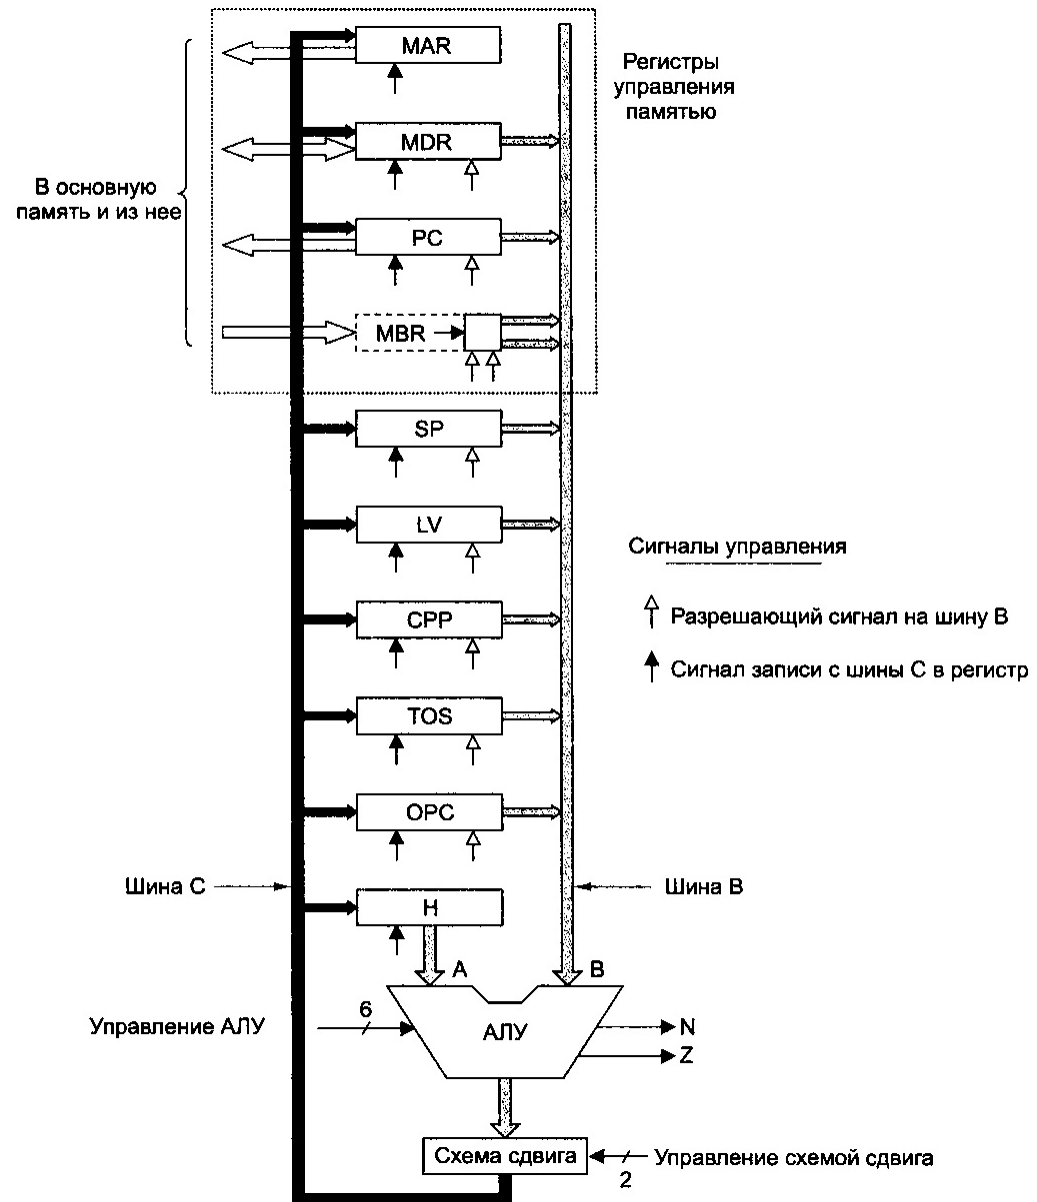 MAR
Регистры
управления
памятью
MDR
В основную
память и из нее
PC
MBR
SP
LV
Сигналы управления
CPP
Разрешающий сигнал на шину В
Сигнал записи с шины С в регистр
TOS
OPC
Шина С
Шина В
H
A
B
6
Управление АЛУ
АЛУ
N
Z
Схема сдвига
Управление схемой сдвига
2